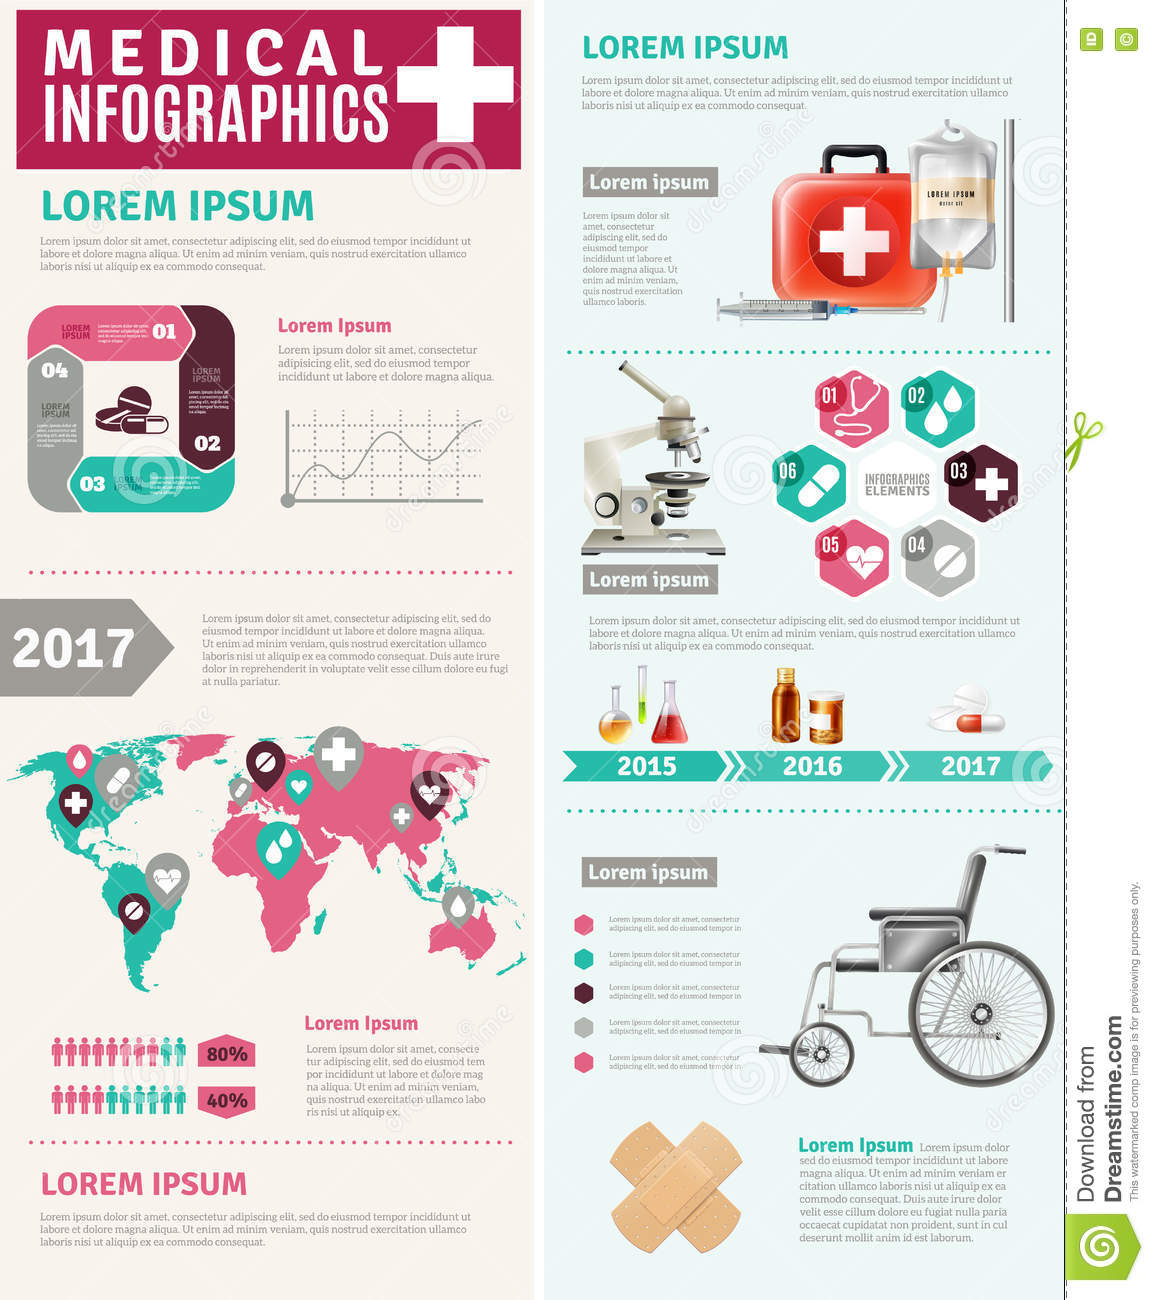 MEDICAL
INFOGRAPHICS
LOREM IPSUM
Lorem ipsum dolor sit amet, consectetur adipiscing elit, sed do eiusmod tempor incididunt ut
labore et dolore magna aliqua. Ut enim ad minim veniam, quis nostrud exercitation ullamco
laboris nisi ut aliquip ex ea commodo consequat.
LOREM
IPSUM
01
LOREM
IPSUM
02
LOREM
IPSUM
03
04
LOREM
IPSUM
Lorem Ipsum
Lorem ipsum dolor sit amet, consectetur
adipiscing elit, sed do eiusmod tempor
incididunt ut labore et dolore magna aliqua.
2017
Lorem ipsum dolor sit amet, consectetur adipiscing elit, sed do
eiusmod tempor incididunt ut labore et dolore magna aliqua.
Ut enim ad minim veniam, quis nostrud exercitation ullamco
laboris nisi ut aliquip ex ea commodo consequat. Duis aute irure
dolor in reprehenderit in voluptate velit esse cillum dolore eu fugi
at nulla pariatur.
80%
40%
Lorem Ipsum
Lorem ipsum dolor sit amet, consecte
tur adipiscing elit, sed do eiusmod tem
por incididunt ut labore et dolore mag
na aliqua. Ut enim ad minim veniam,
quis nostrud exercitation ullamco labo
ris nisi ut aliquip ex.
LOREM IPSUM
Lorem ipsum dolor sit amet, consectetur adipiscing elit, sed do eiusmod tempor incididunt ut
labore et dolore magna aliqua. Ut enim ad minim veniam, quis nostrud exercitation ullamco
laboris nisi ut aliquip ex ea commodo consequat.
LOREM IPSUM
Lorem ipsum dolor sit amet, consectetur adipiscing elit, sed do eiusmod tempor incididunt ut
labore et dolore magna aliqua. Ut enim ad minim veniam, quis nostrud exercitation ullamco
laboris nisi ut aliquip ex ea commodo consequat.
Lorem ipsum
Lorem ipsum dolor sit
amet, consectetur
adipiscing elit, sed do
eiusmod tempor
incididunt ut labore et
dolore magna aliqua. Ut
enim ad minim veniam,
quis nostrud exercitation
ullamco laboris.
LOREM IPSUM
dolor sit
01
02
03
04
05
06
INFOGRAPHICS
ELEMENTS
Lorem ipsum
Lorem ipsum dolor sit amet, consectetur adipiscing elit, sed do eiusmod tempor incididunt ut
labore et dolore magna aliqua. Ut enim ad minim veniam, quis nostrud exercitation ullamco
laboris nisi ut aliquip ex ea commodo consequat.
2015
2016
2017
Lorem ipsum
Lorem ipsum dolor sit amet, consectetur
adipiscing elit, sed do eiusmod tempor in
Lorem ipsum dolor sit amet, consectetur
adipiscing elit, sed do eiusmod tempor in
Lorem ipsum dolor sit amet, consectetur
adipiscing elit, sed do eiusmod tempor in
Lorem ipsum dolor sit amet, consectetur
adipiscing elit, sed do eiusmod tempor in
Lorem ipsum dolor sit amet, consectetur
adipiscing elit, sed do eiusmod tempor in
Lorem Ipsum Lorem ipsum dolor sit
amet, consectetur adipiscing elit, sed do
eiusmod tempor incididunt ut labore et
dolore magna aliqua. Ut enim ad minim
veniam, quis nostrud exercitation
ullamco laboris. Duis aute irure dolor in
reprehenderit in voluptate velit esse
occaecat cupidatat non proident, sunt in cul
deserunt mollit anim id est laborum.
ID
©
Download from
Dreamstime.com
This watermarked comp image is for previewing purposes only.
dreamstime